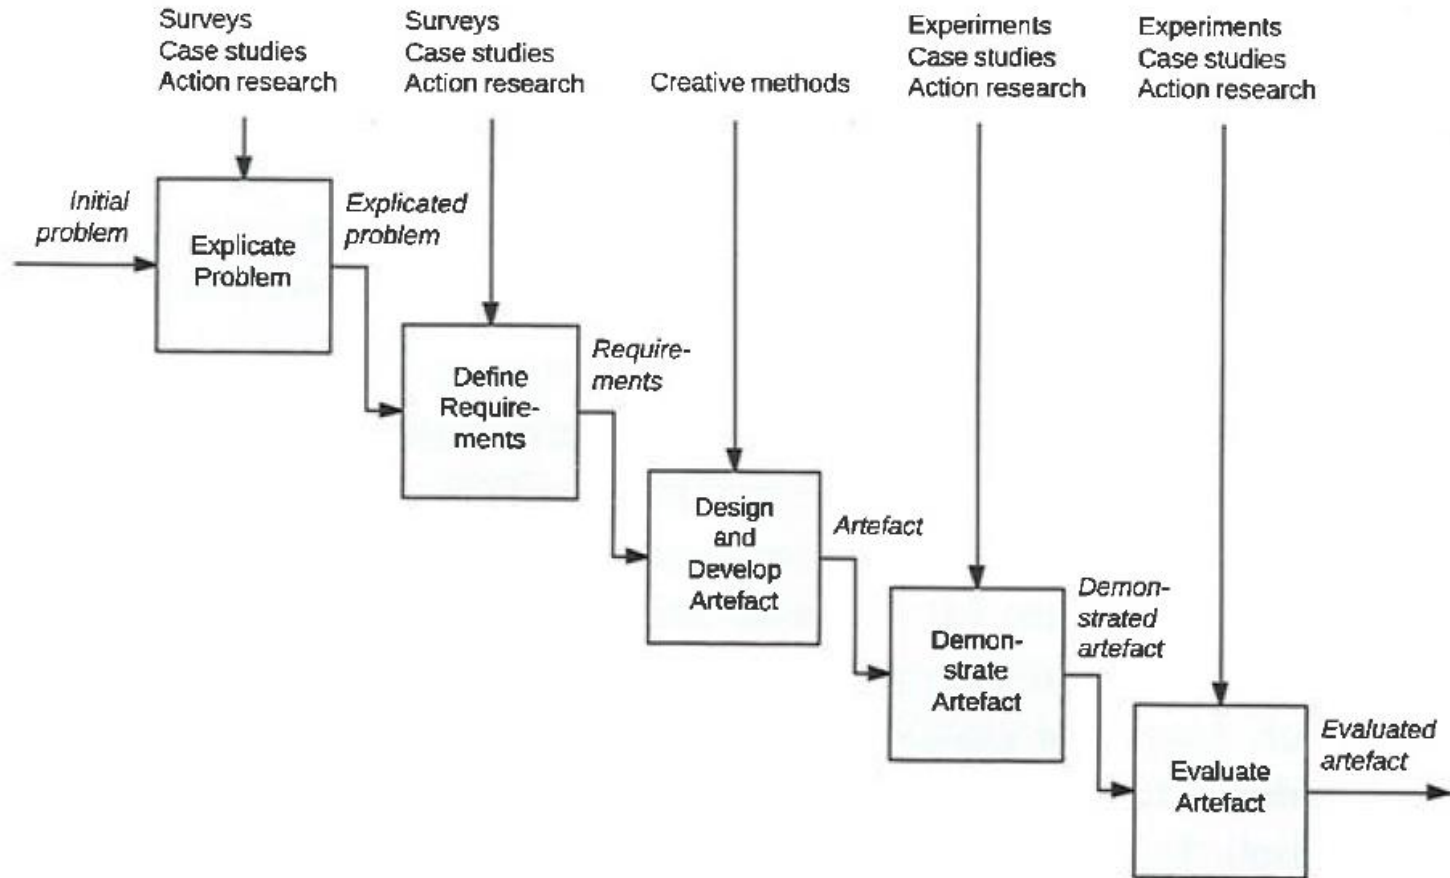 Surveys
Case studies
Action research
Surveys
Case studies
Action research
Creative methods
Experiments
Case studies
Action research
Experiments
Case studies
Action research
Initial
problem
Explicate
Problem
Explicated
problem
Define
Require-
ments
Require-
ments
Design
and
Develop
Artefact
Artefact
Demon-
strate
Artefact
Demon-
strated
artefact
Evaluate
Artefact
Evaluated
artefact